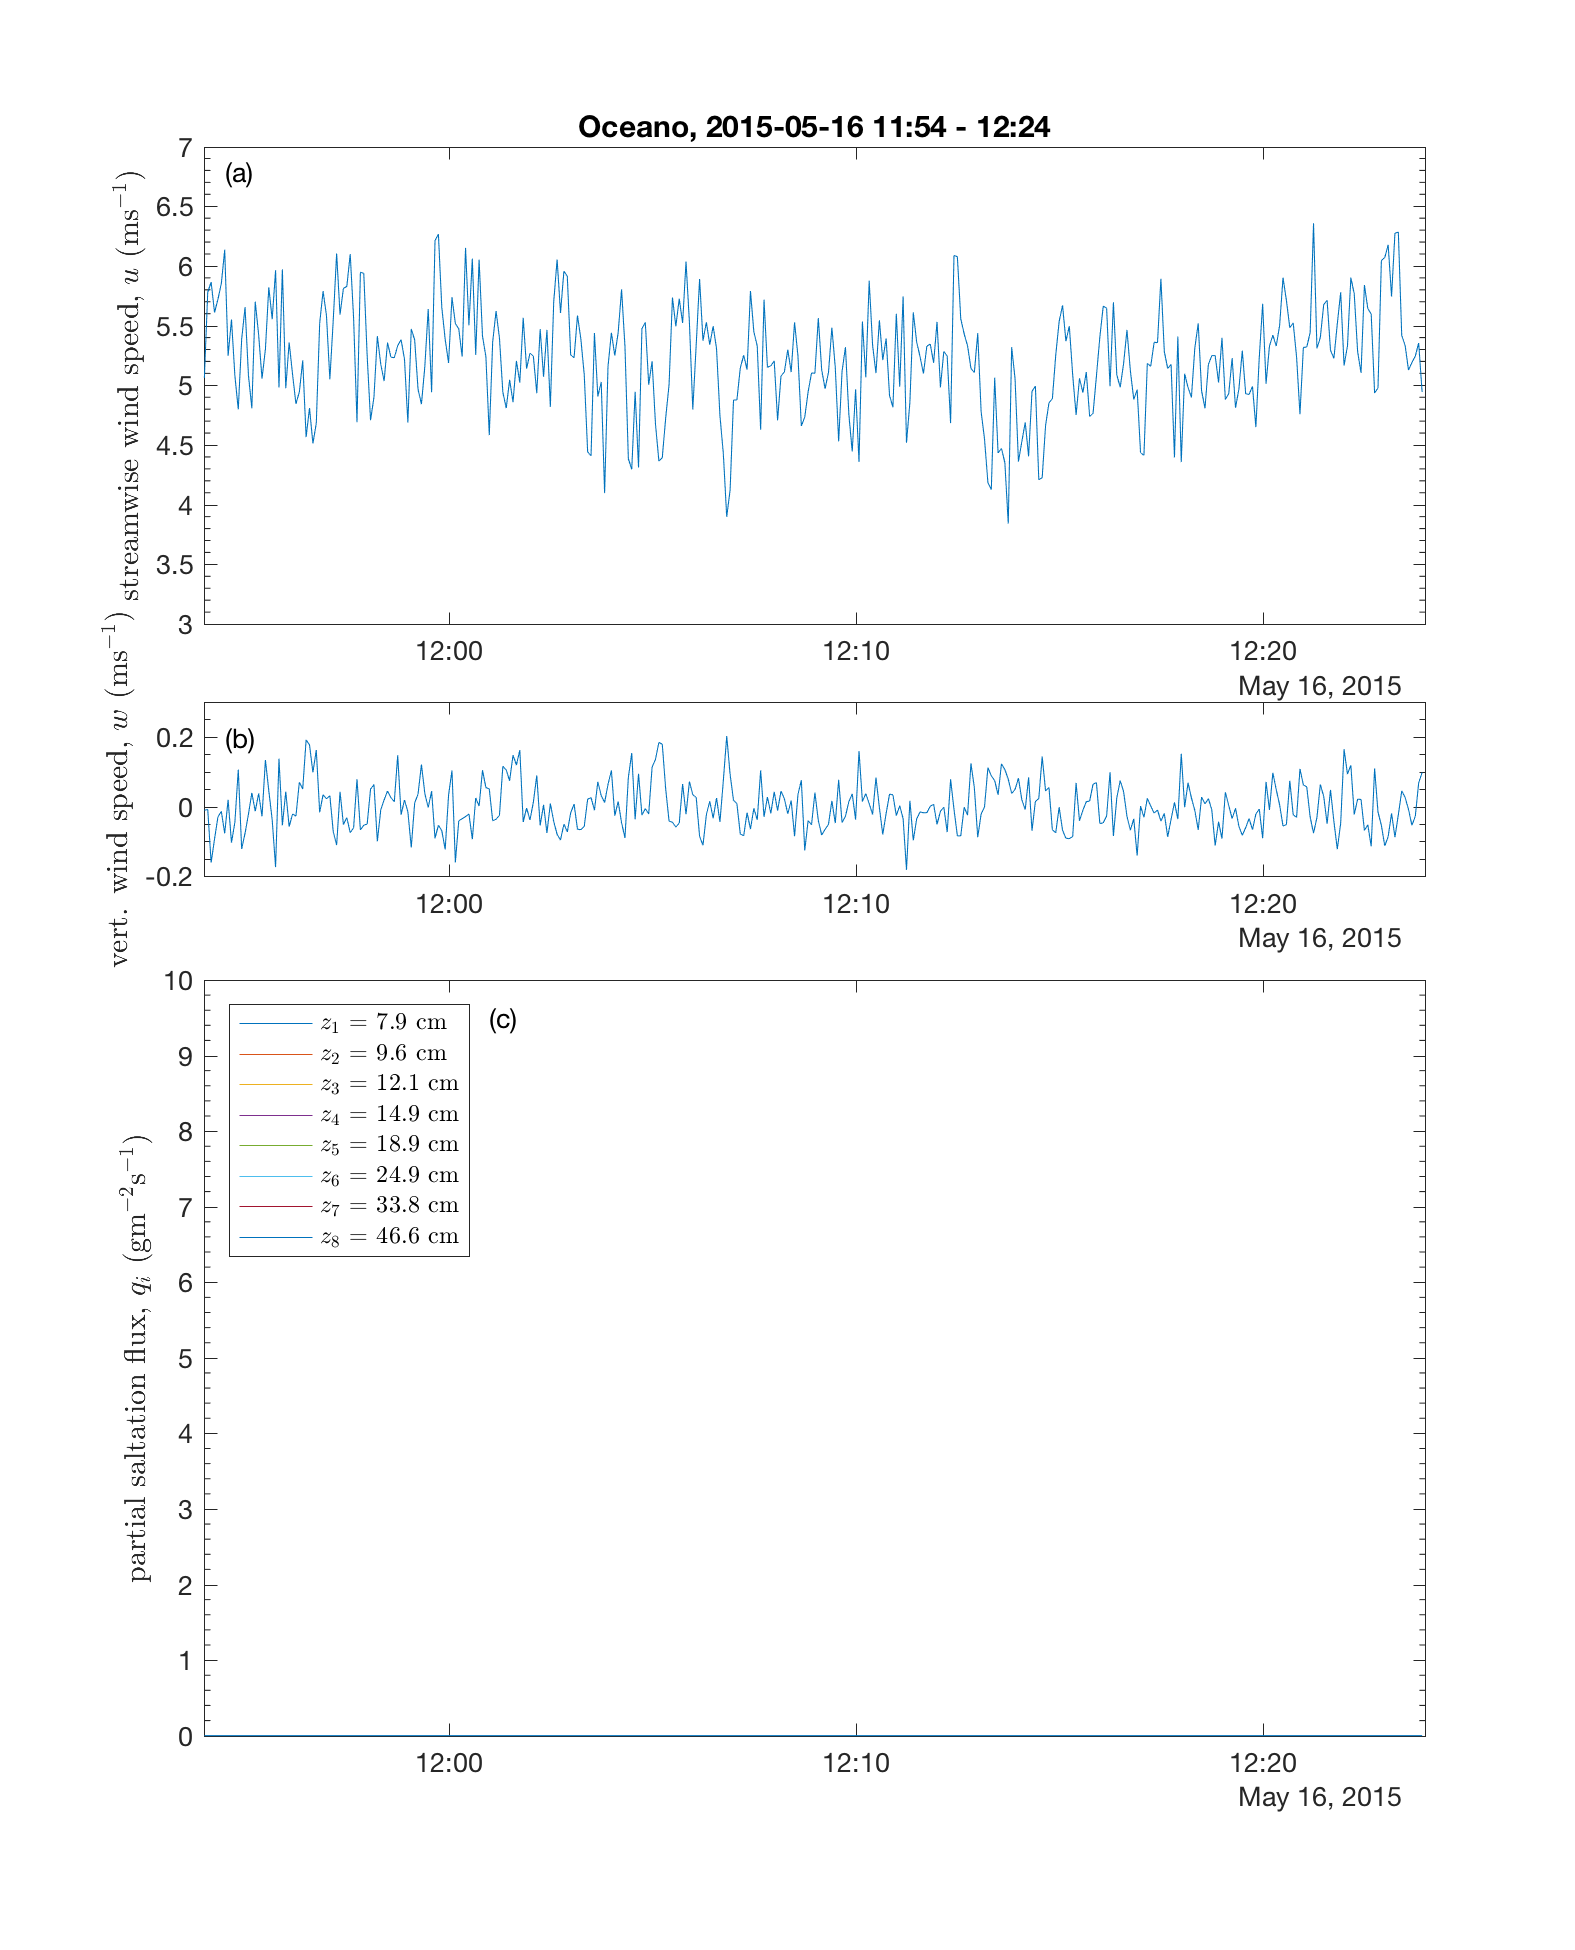 Oceano, 2015-05-16 11:54 - 12:24
(a)
streamwise wind speed, u (ms⁻¹)
7
6.5
6
5.5
5
4.5
4
3.5
3
12:00 12:10 12:20
May 16, 2015
(b)
vert. wind speed, w (ms⁻¹)
0.2
0
-0.2
12:00 12:10 12:20
May 16, 2015
(c)
partial saltation flux, qᵢ (gm⁻²s⁻¹)
10
9
8
7
6
5
4
3
2
1
0
z₁ = 7.9 cm
z₂ = 9.6 cm
z₃ = 12.1 cm
z₄ = 14.9 cm
z₅ = 18.9 cm
z₆ = 24.9 cm
z₇ = 33.8 cm
z₈ = 46.6 cm
12:00 12:10 12:20
May 16, 2015